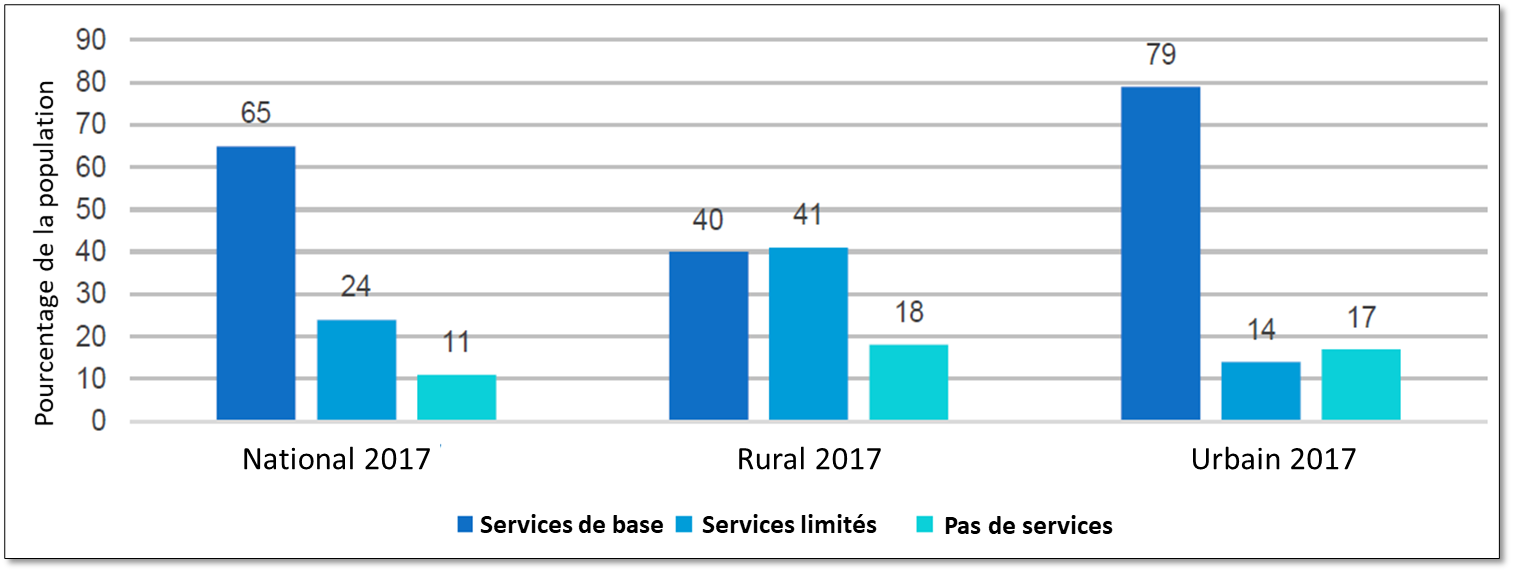 Pourcentage de la population
90
80
70
60
50
40
30
20
10
0
65
24
11
40
41
18
79
14
17
National 2017
Rural 2017
Urbain 2017
Services de base
Services limités
Pas de services